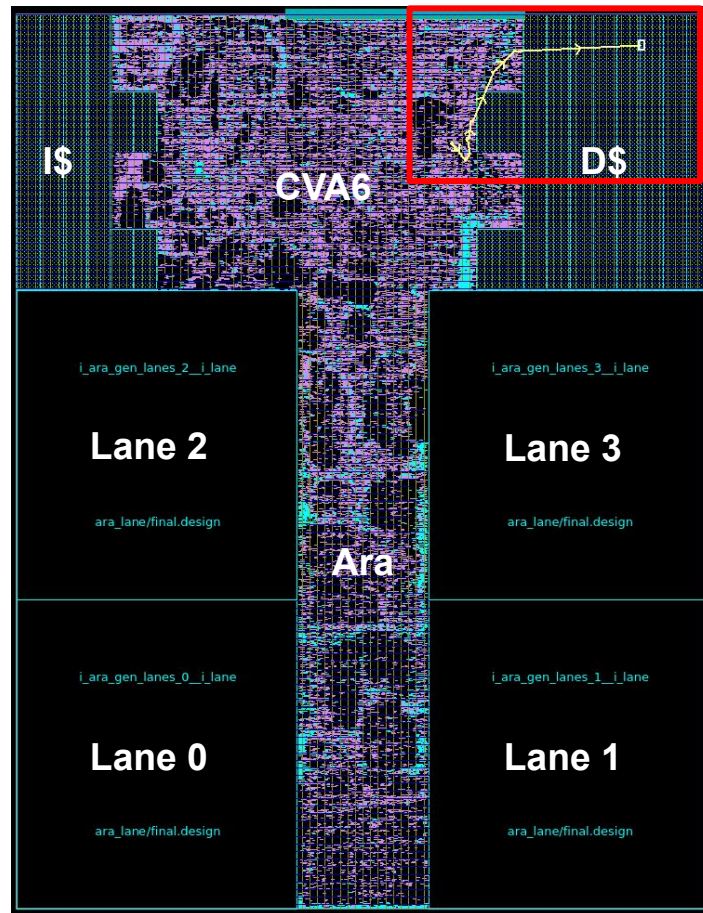 I$
CVA6
D$
i_ara_gen_lanes_2__i_lane
Lane 2
ara_lane/final.design
i_ara_gen_lanes_3__i_lane
Lane 3
ara_lane/final.design
Ara
i_ara_gen_lanes_0__i_lane
Lane 0
ara_lane/final.design
i_ara_gen_lanes_1__i_lane
Lane 1
ara_lane/final.design